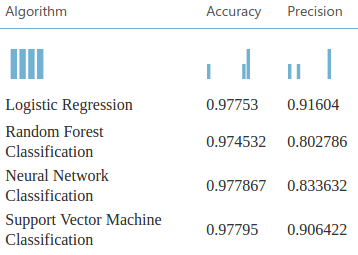 Algorithm Accuracy Precision
Logistic Regression 0.97753 0.91604
Random Forest
Classification 0.974532 0.802786
Neural Network
Classification 0.977867 0.833632
Support Vector Machine
Classification 0.97795 0.906422